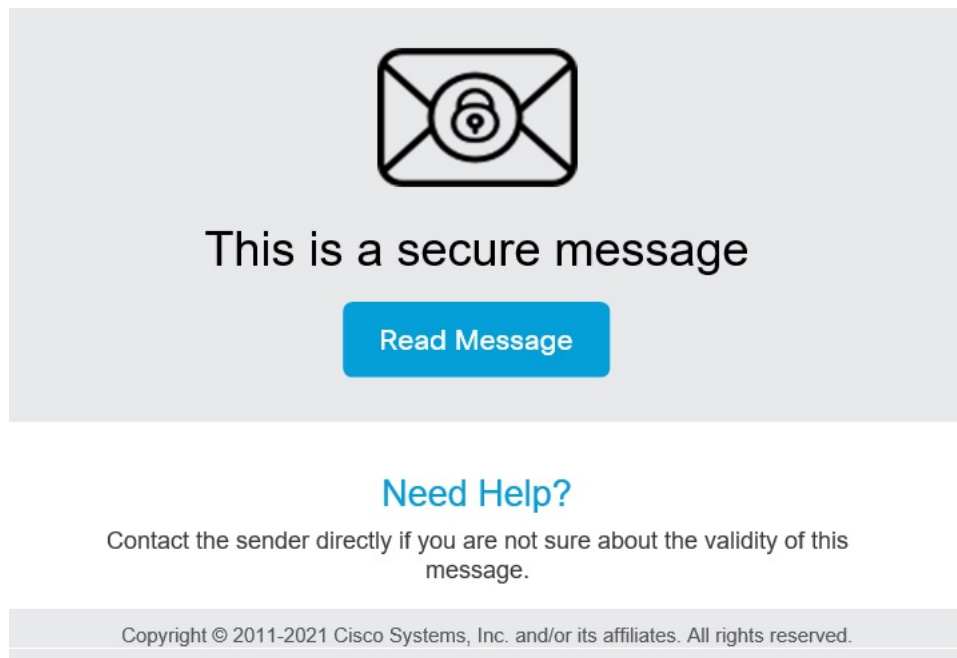 This is a secure message
Read Message
Need Help?
Contact the sender directly if you are not sure about the validity of this
message.
Copyright © 2011-2021 Cisco Systems, Inc. and/or its affiliates. All rights reserved.